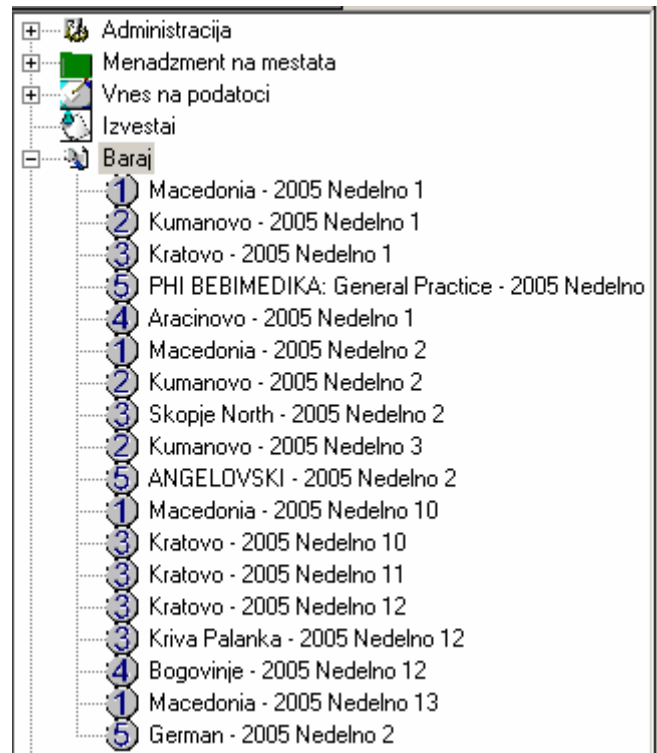 Administracija
Menadzment na mestata
Vnes na podatoci
Izvestai
Baraj
1 Macedonia - 2005 Nedelno 1
2 Kumanovo - 2005 Nedelno 1
3 Kratovo - 2005 Nedelno 1
5 PHI BEBIMEDIKA: General Practice - 2005 Nedelno
4 Aracinovo - 2005 Nedelno 1
1 Macedonia - 2005 Nedelno 2
2 Kumanovo - 2005 Nedelno 2
3 Skopje North - 2005 Nedelno 2
2 Kumanovo - 2005 Nedelno 3
5 ANGELOVSKI - 2005 Nedelno 2
1 Macedonia - 2005 Nedelno 10
3 Kratovo - 2005 Nedelno 10
3 Kratovo - 2005 Nedelno 11
3 Kratovo - 2005 Nedelno 12
3 Kriva Palanka - 2005 Nedelno 12
4 Bogovinje - 2005 Nedelno 12
1 Macedonia - 2005 Nedelno 13
5 German - 2005 Nedelno 2